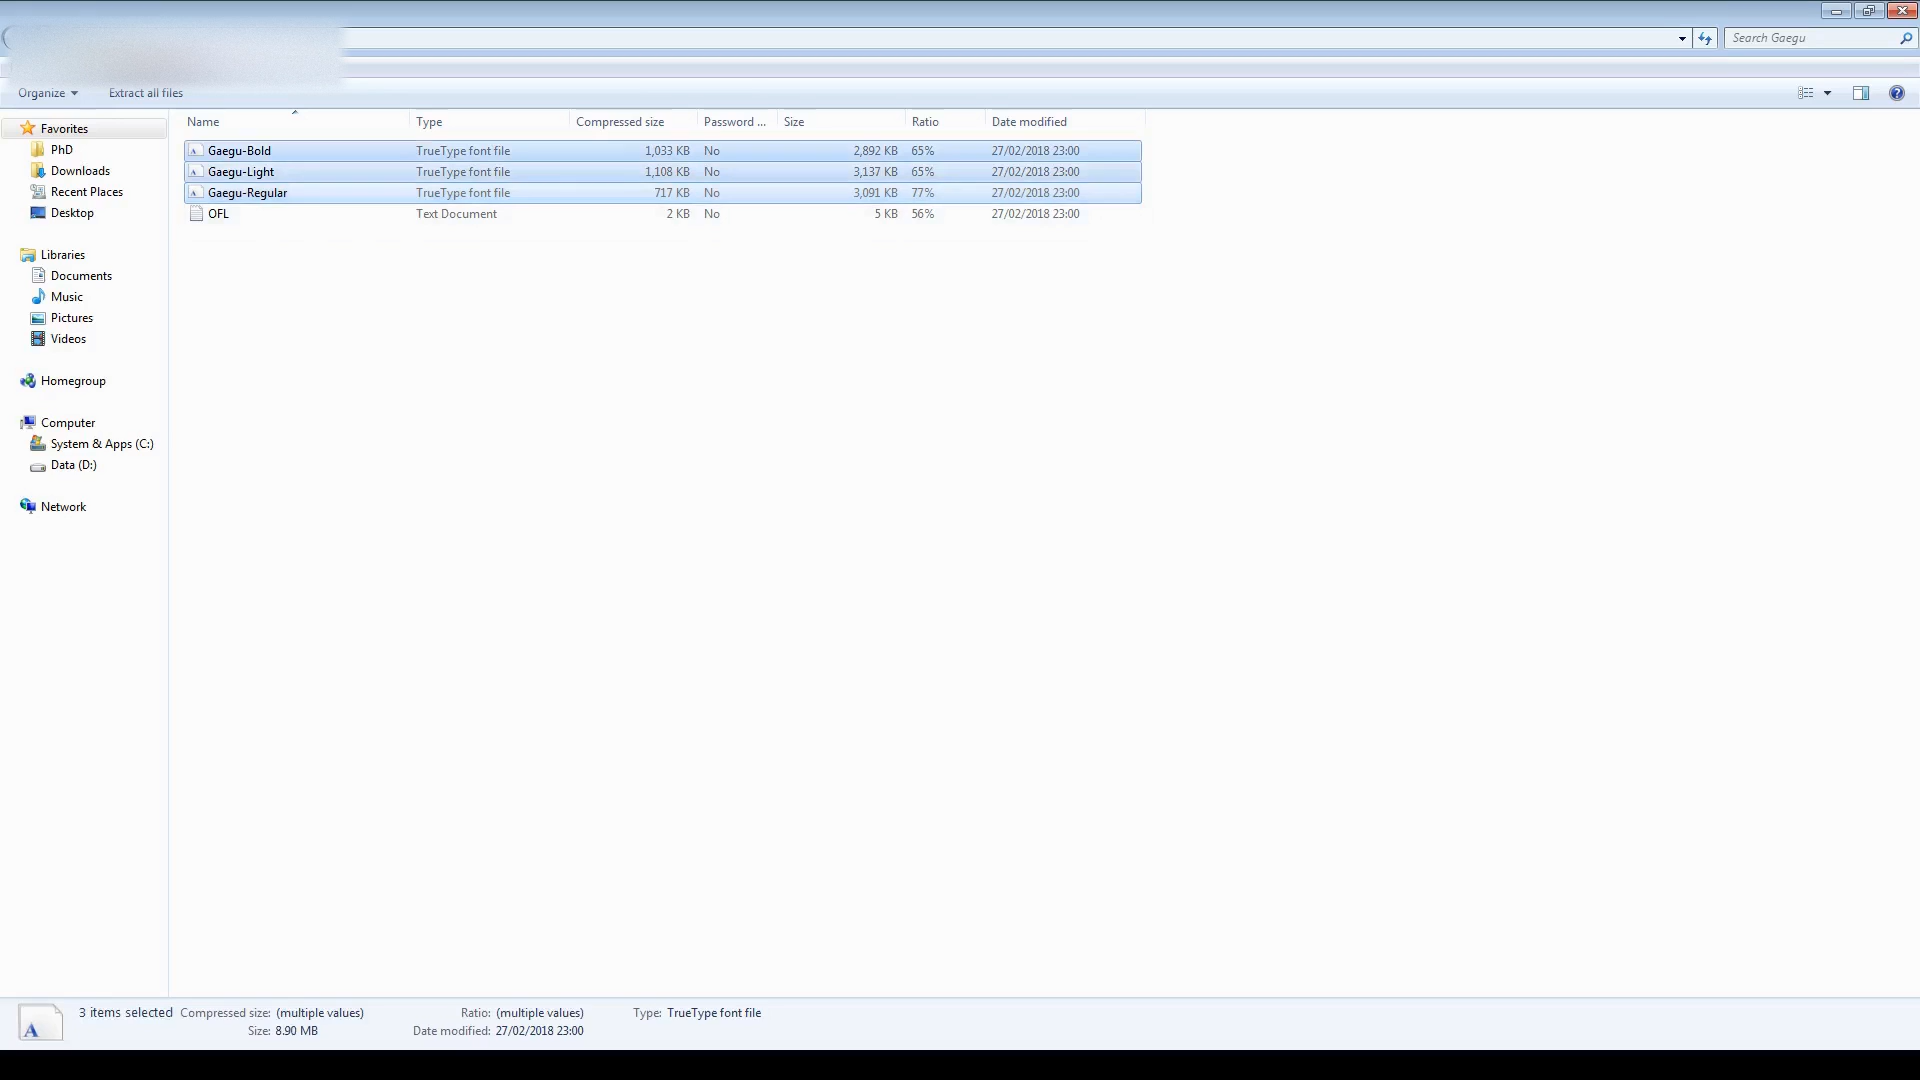 Search Gaegu
Organize Extract all files
Name Type Compressed size Password ... Size Ratio Date modified
Gaegu-Bold TrueType font file 1,033 KB No 2,892 KB 65% 27/02/2018 23:00
Gaegu-Light TrueType font file 1,108 KB No 3,137 KB 65% 27/02/2018 23:00
Gaegu-Regular TrueType font file 717 KB No 3,091 KB 77% 27/02/2018 23:00
OFL Text Document 2 KB No 5 KB 56% 27/02/2018 23:00
Favorites
PhD
Downloads
Recent Places
Desktop
Libraries
Documents
Music
Pictures
Videos
Homegroup
Computer
System & Apps (C:)
Data (D:)
Network
3 items selected Compressed size: (multiple values) Ratio: (multiple values) Type: TrueType font file
Size: 8.90 MB Date modified: 27/02/2018 23:00